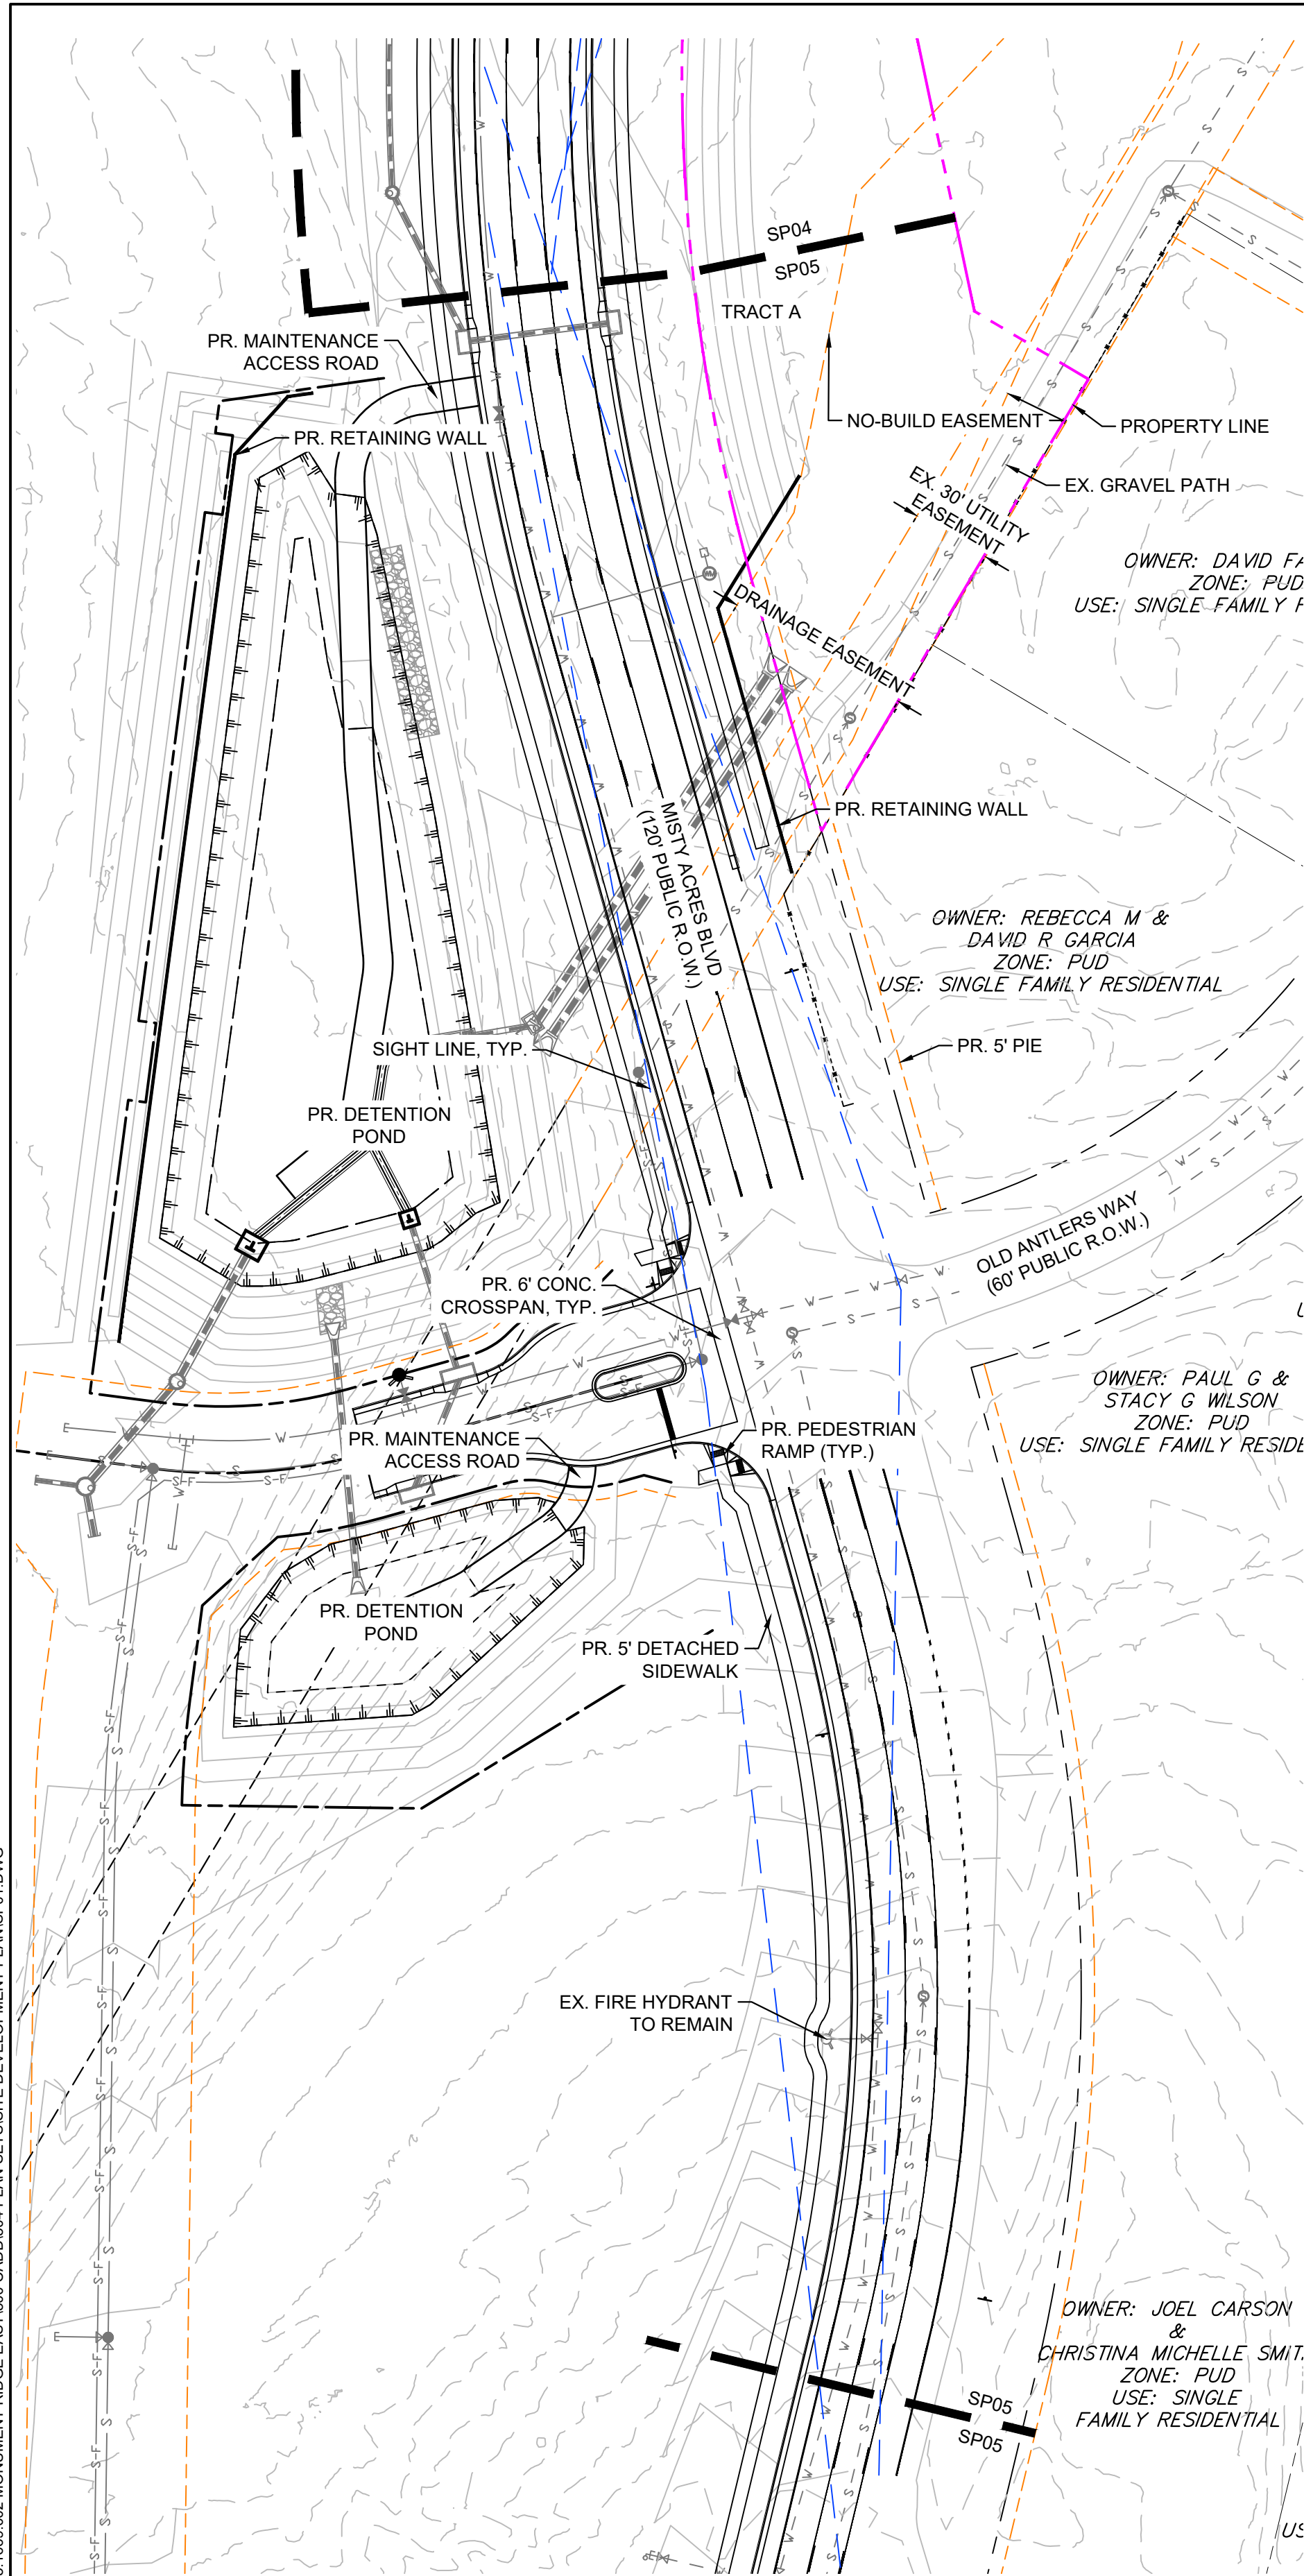 SP04
SP05
TRACT A
PR. MAINTENANCE
ACCESS ROAD
PR. RETAINING WALL
NO-BUILD EASEMENT
PROPERTY LINE
EX. GRAVEL PATH
EX. 30' UTILITY
EASEMENT
OWNER: DAVID
ZONE: PUD
USE: SINGLE FAMILY
DRAINAGE EASEMENT
PR. RETAINING WALL
MISTY ACRES BLVD
(120' PUBLIC R.O.W.)
OWNER: REBECCA M &
DAVID R GARCIA
ZONE: PUD
USE: SINGLE FAMILY RESIDENTIAL
SIGHT LINE, TYP.
PR. 5' PIE
PR. DETENTION
POND
OLD ANTLERS WAY
(60' PUBLIC R.O.W.)
PR. 6' CONC.
CROSSPAN, TYP.
OWNER: PAUL G &
STACY G WILSON
ZONE: PUD
USE: SINGLE FAMILY
PR. PEDESTRIAN
RAMP (TYP.)
PR. MAINTENANCE
ACCESS ROAD
PR. DETENTION
POND
PR. 5' DETACHED
SIDEWALK
EX. FIRE HYDRANT
TO REMAIN
OWNER: JOEL CARSON
&
CHRISTINA MICHELLE
ZONE: PUD
USE: SINGLE
FAMILY RESIDENTIAL
SP05
SP05